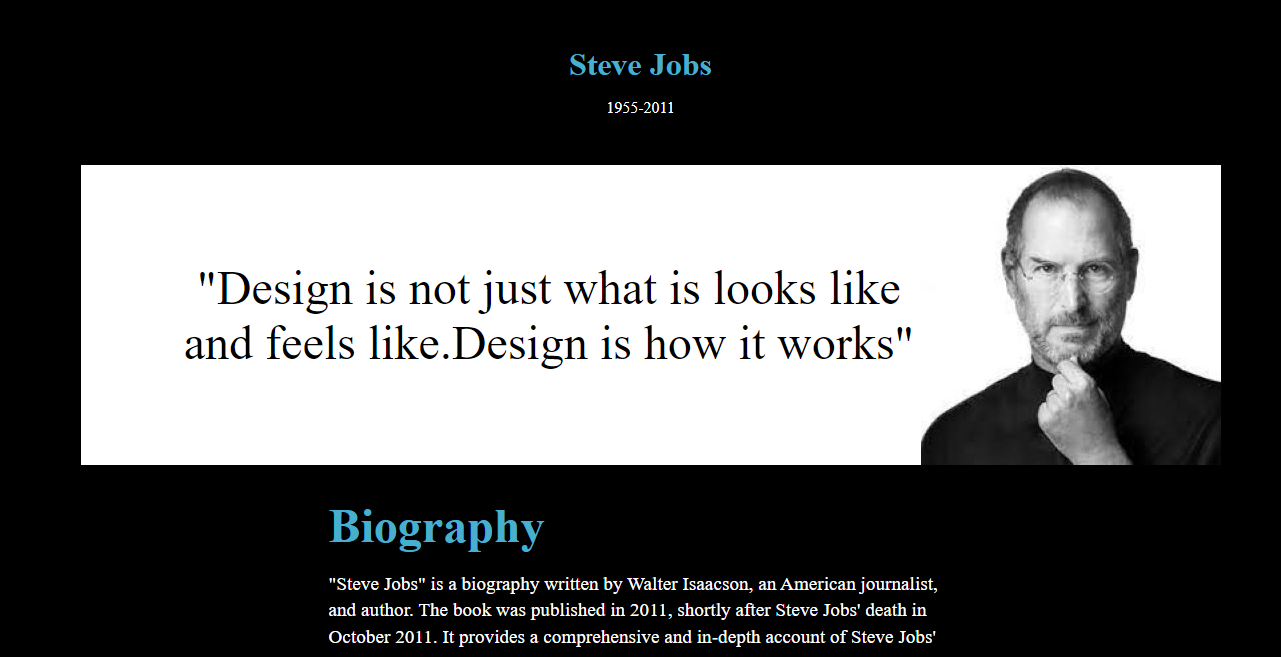 Steve Jobs
1955-2011
"Design is not just what is looks like
and feels like.Design is how it works"
Biography
"Steve Jobs" is a biography written by Walter Isaacson, an American journalist,
and author. The book was published in 2011, shortly after Steve Jobs' death in
October 2011. It provides a comprehensive and in-depth account of Steve Jobs'